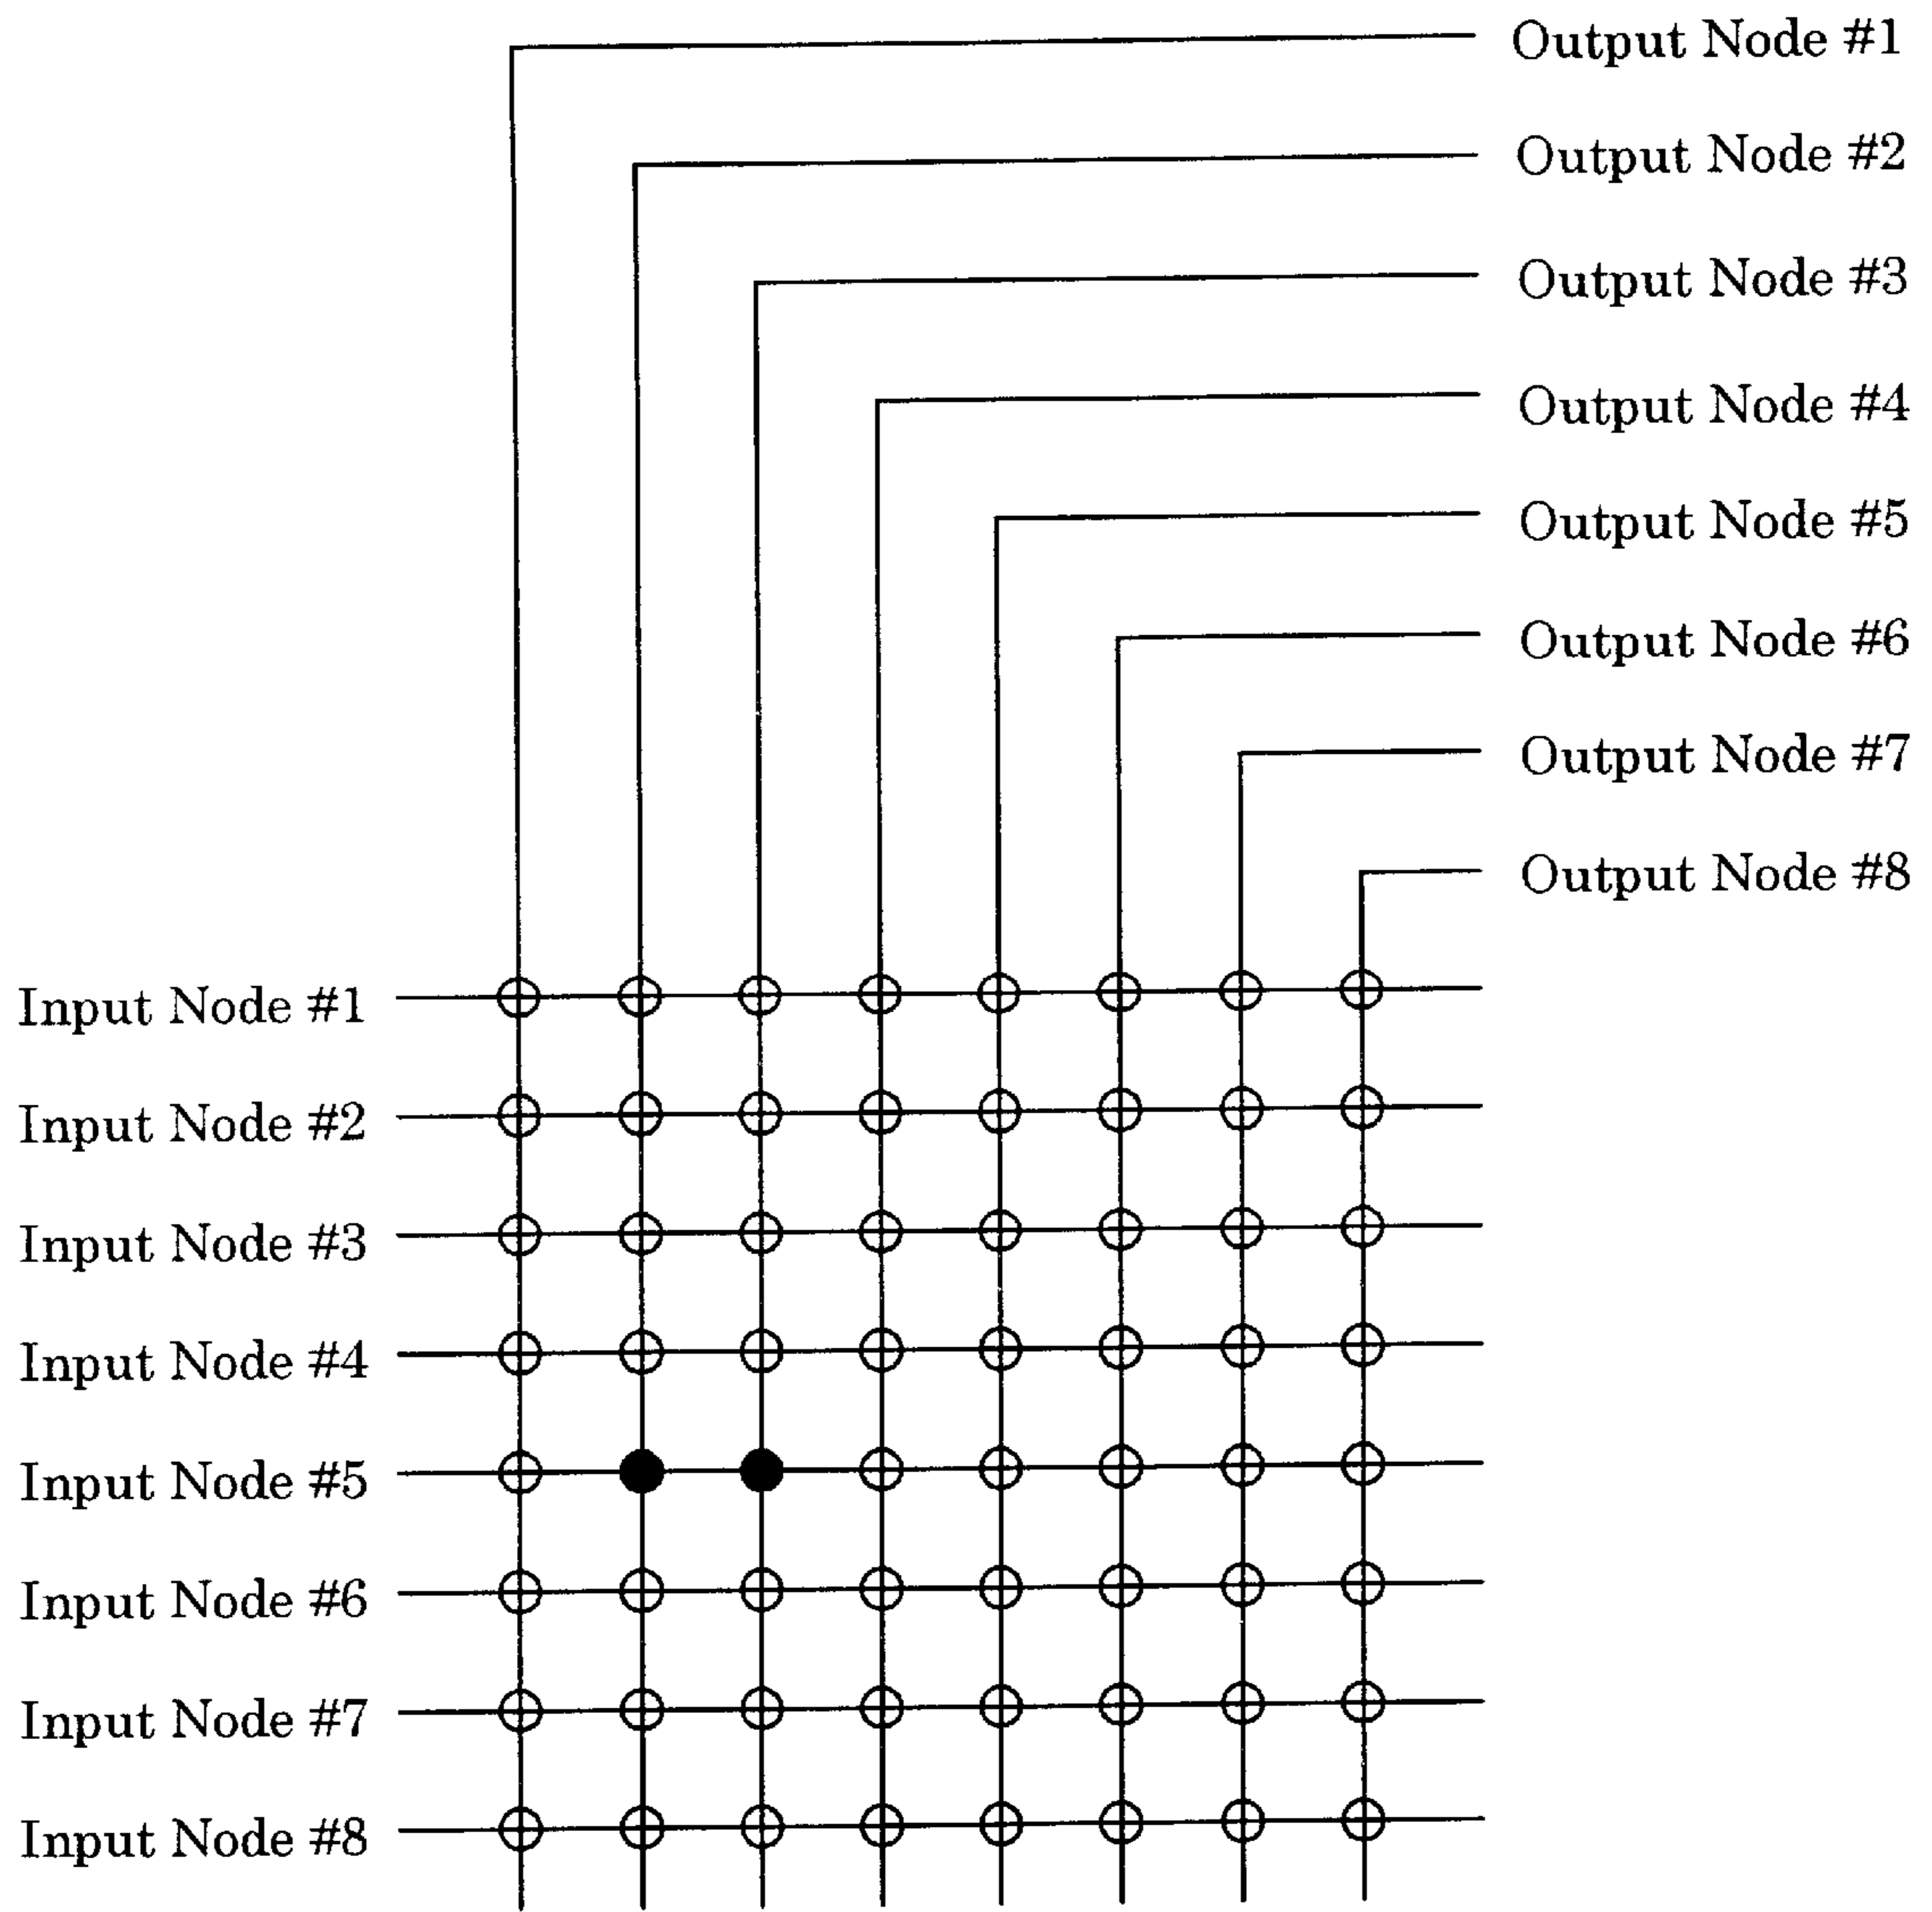 Output Node #1
Output Node #2
Output Node #3
Output Node #4
Output Node #5
Output Node #6
Output Node #7
Output Node #8
Input Node #1
Input Node #2
Input Node #3
Input Node #4
Input Node #5
Input Node #6
Input Node #7
Input Node #8